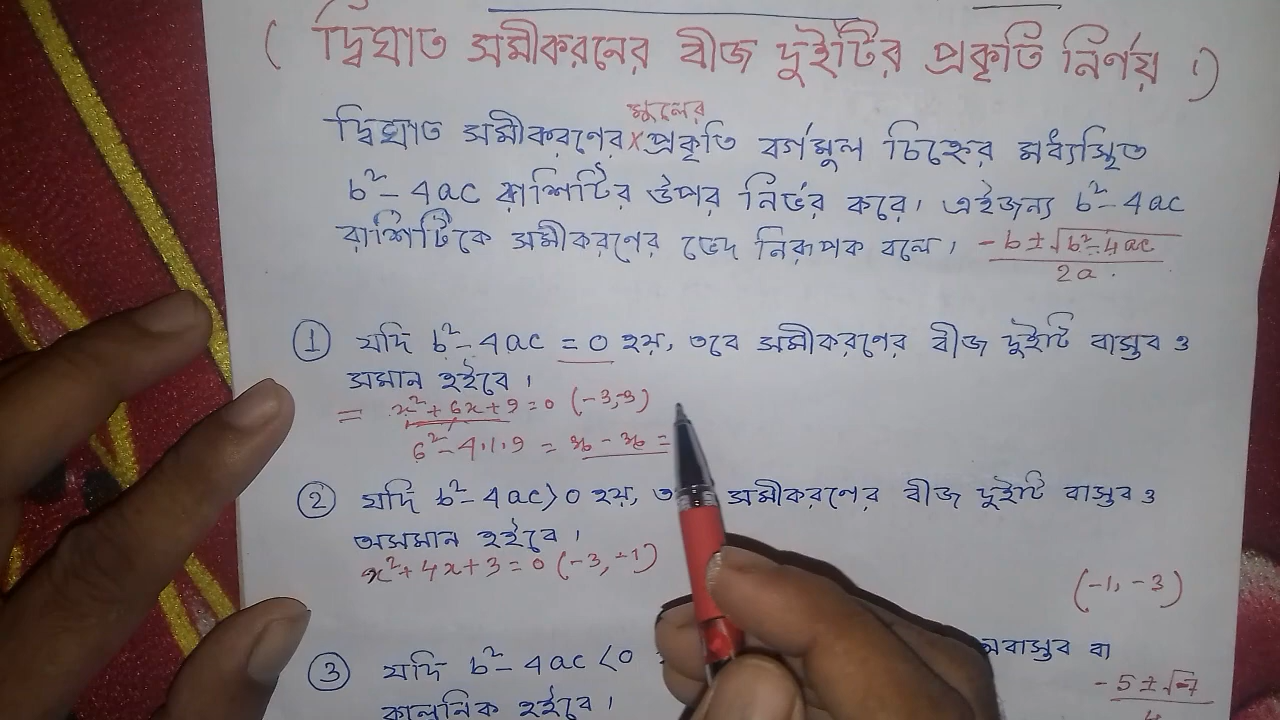 ( দ্বিঘাত সমীকরনের বীজ দুইটির প্রকৃতি নির্ণয় ।)
মূলের
দ্বিঘাত সমীকরণের x প্রকৃতি বর্গমূল চিহ্নের মধ্যস্থিত
b² - 4ac রাশিটির উপর নির্ভর করে। এইজন্য b² - 4ac
রাশিটিকে সমীকরণের ভেদ নিরূপক বলে।
-b ± √b² - 4ac
2a
① যদি b² - 4ac = 0 হয়, তবে সমীকরণের বীজ দুইটি বাস্তব ও
সমান হইবে।
= x² + 6x + 9 = 0 (-3,-3)
6² - 4.1.9 = 36 - 36 =
② যদি b² - 4ac > 0 হয়, ত সমীকরণের বীজ দুইটি বাস্তব ও
অসমান হইবে।
x² + 4x + 3 = 0 (-3, -1)
(-1, -3)
③ যদি b² - 4ac < 0 অবাস্তব বা
কাল্পনিক হইবে।
-5 ± √-7